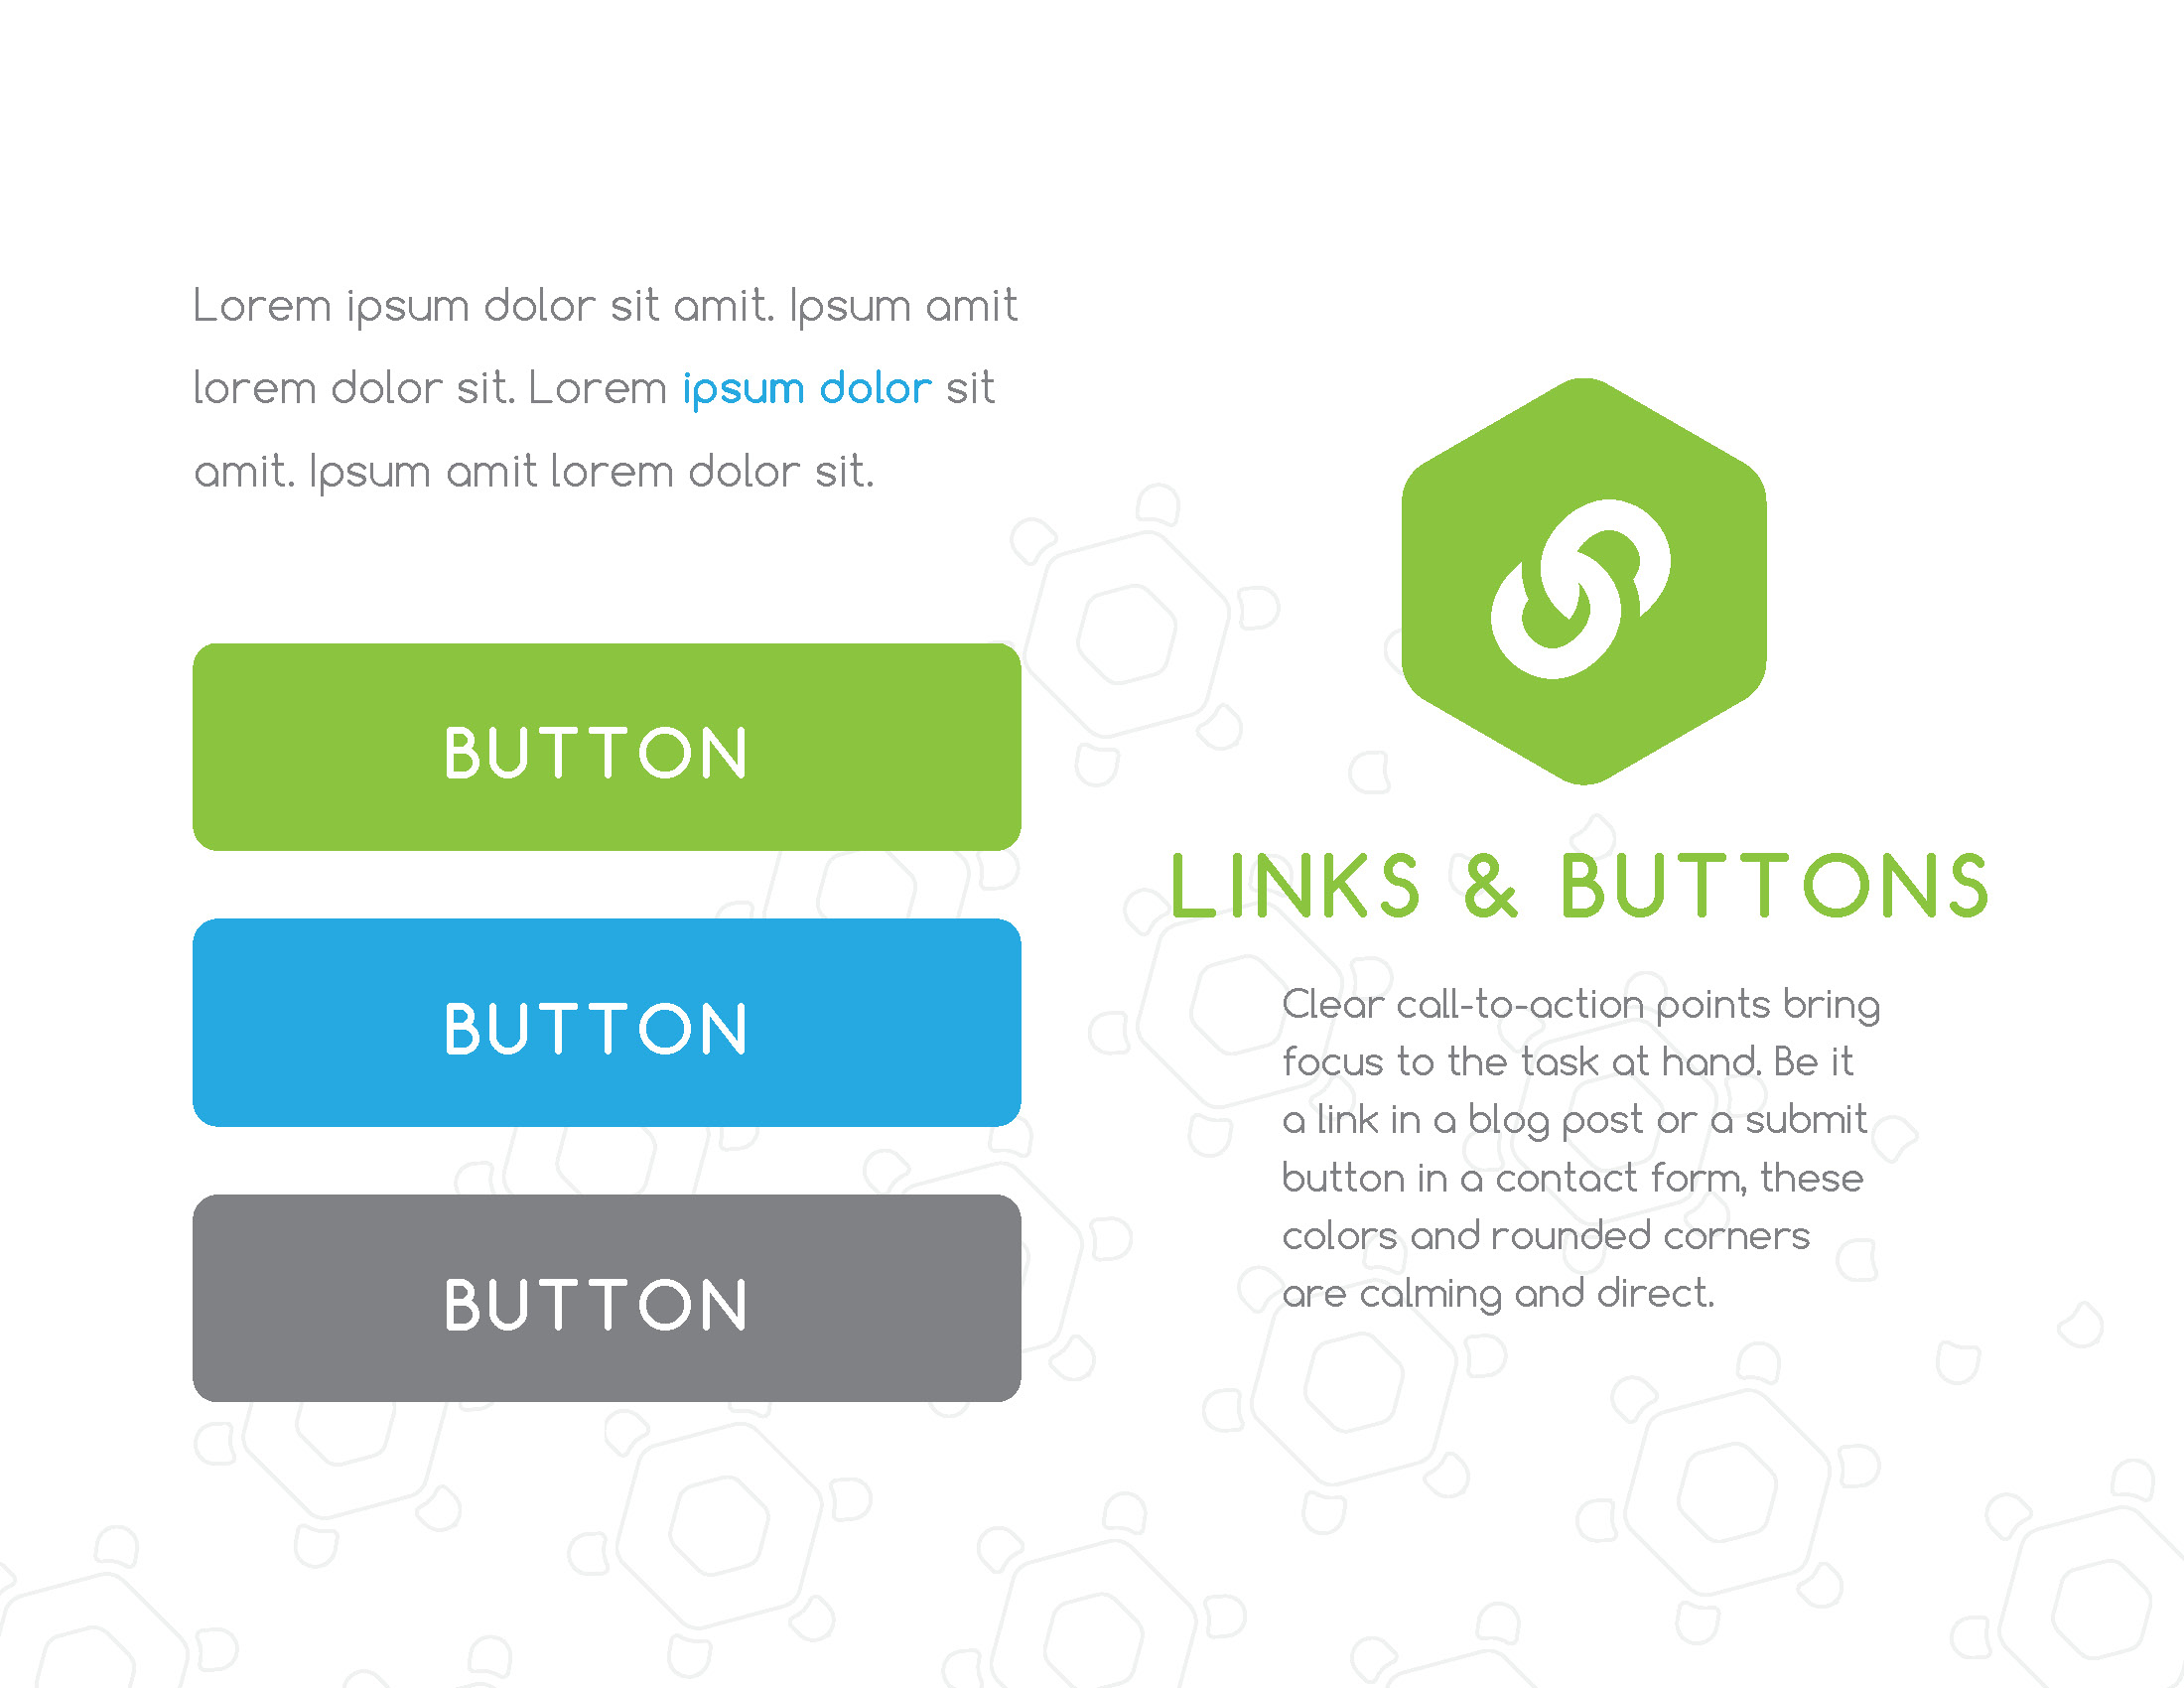 Lorem ipsum dolor sit amit. Ipsum amit
lorem dolor sit. Lorem ipsum dolor sit
amit. Ipsum amit lorem dolor sit.
BUTTON
BUTTON
BUTTON
LINKS & BUTTONS
Clear call-to-action points bring
focus to the task at hand. Be it
a link in a blog post or a submit
button in a contact form, these
colors and rounded corners
are calming and direct.